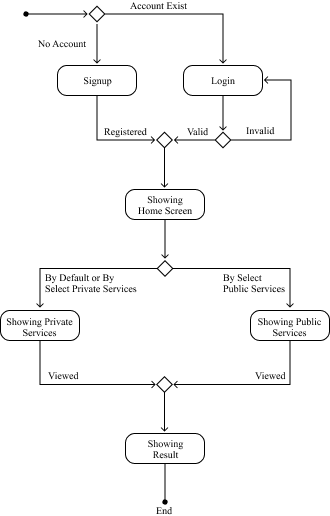 Account Exist
No Account
Signup
Login
Registered
Valid
Invalid
Showing
Home Screen
By Default or By
Select Private Services
By Select
Public Services
Showing Private
Services
Showing Public
Services
Viewed
Viewed
Showing
Result
End